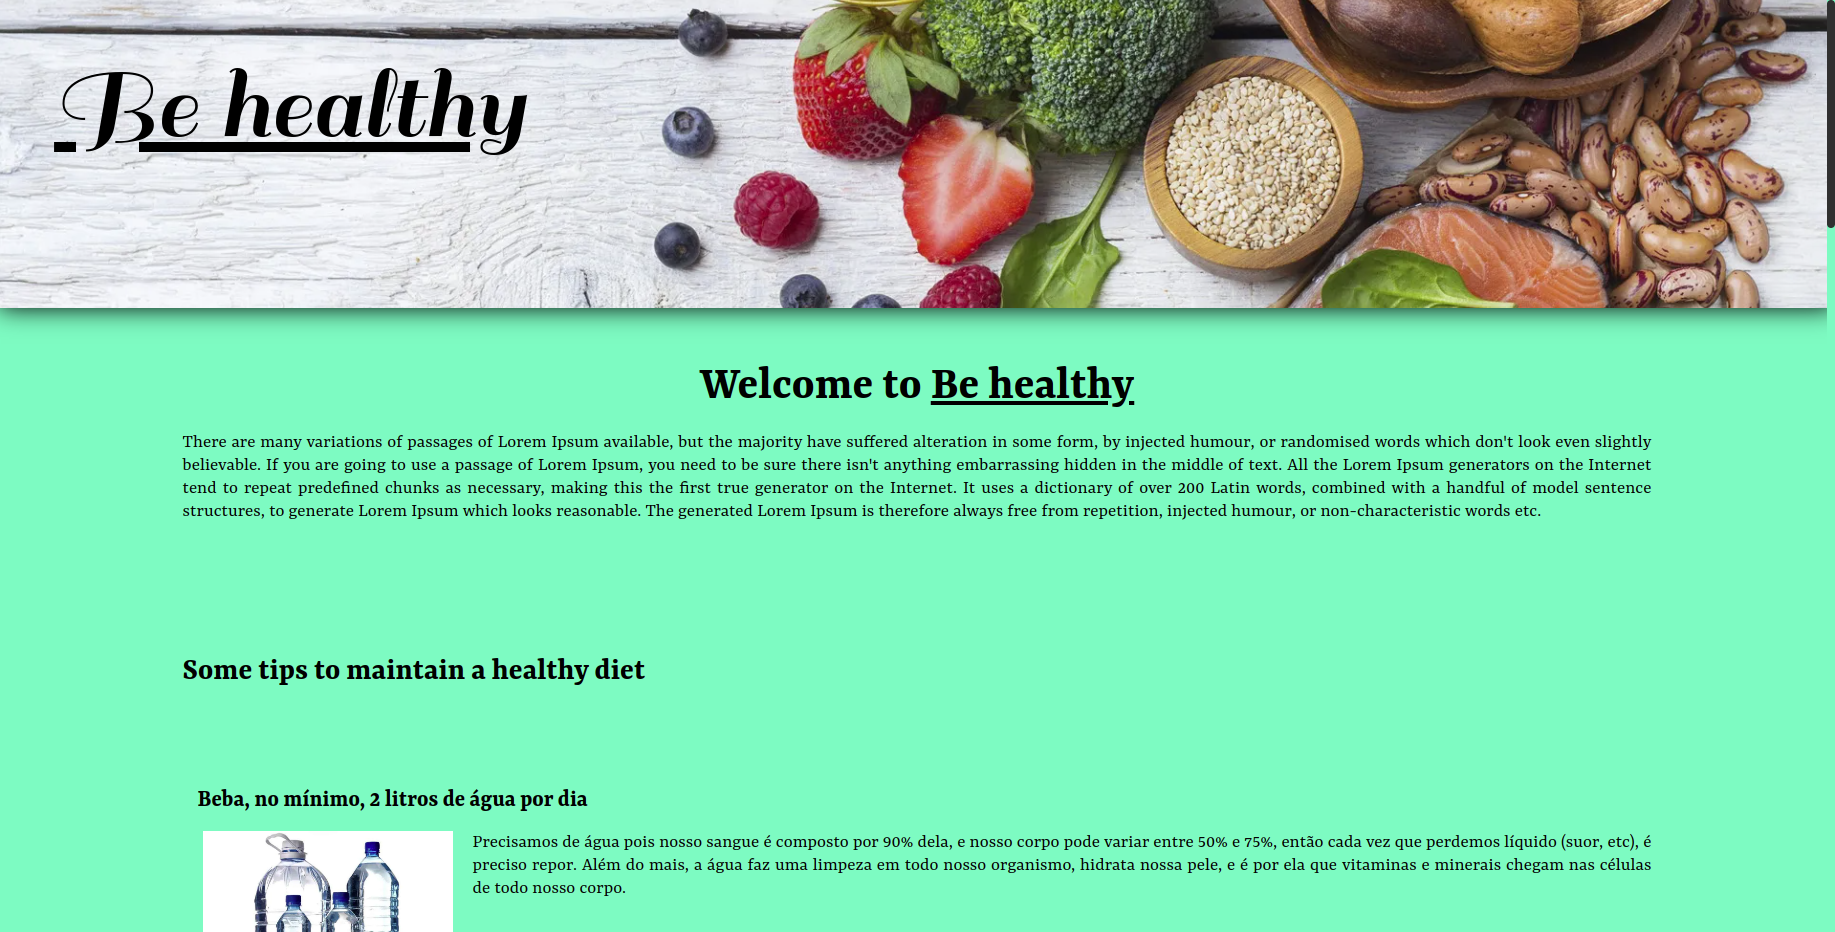 Be healthy
Welcome to Be healthy
There are many variations of passages of Lorem Ipsum available, but the majority have suffered alteration in some form, by injected humour, or randomised words which don't look even slightly
believable. If you are going to use a passage of Lorem Ipsum, you need to be sure there isn't anything embarrassing hidden in the middle of text. All the Lorem Ipsum generators on the Internet
tend to repeat predefined chunks as necessary, making this the first true generator on the Internet. It uses a dictionary of over 200 Latin words, combined with a handful of model sentence
structures, to generate Lorem Ipsum which looks reasonable. The generated Lorem Ipsum is therefore always free from repetition, injected humour, or non-characteristic words etc.
Some tips to maintain a healthy diet
Beba, no mínimo, 2 litros de água por dia
Precisamos de água pois nosso sangue é composto por 90% dela, e nosso corpo pode variar entre 50% e 75%, então cada vez que perdemos líquido (suor, etc), é
preciso repor. Além do mais, a água faz uma limpeza em todo nosso organismo, hidrata nossa pele, e é por ela que vitaminas e minerais chegam nas células
de todo nosso corpo.